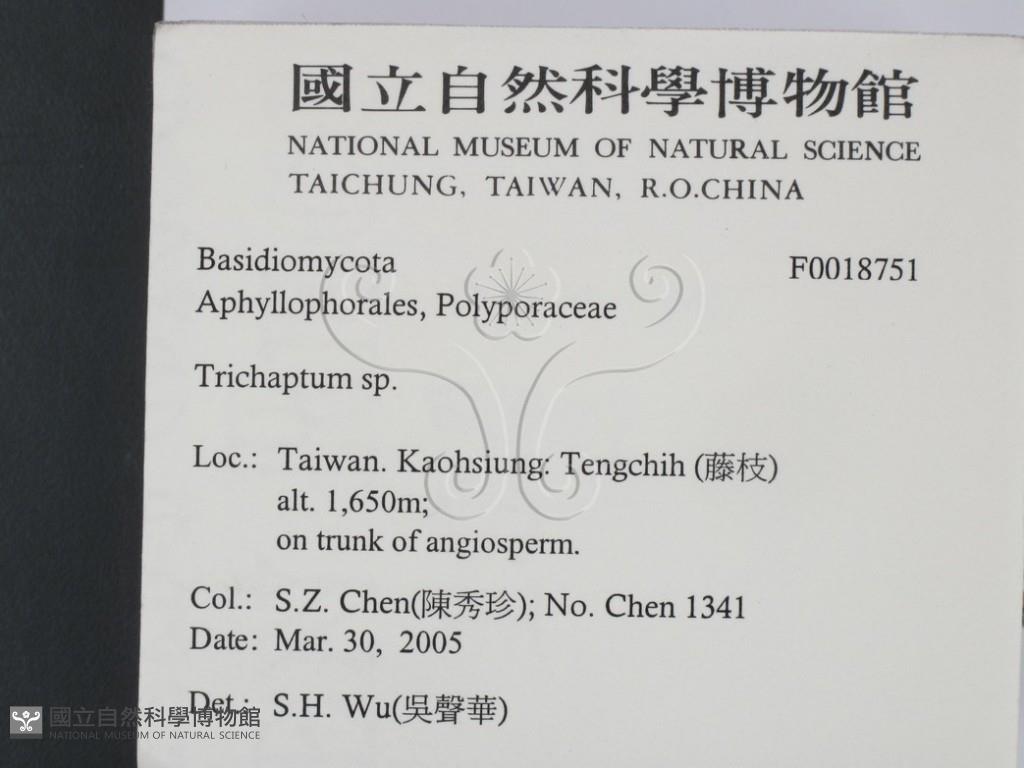 國立自然科學博物館
NATIONAL MUSEUM OF NATURAL SCIENCE
TAICHUNG, TAIWAN, R.O.CHINA
Basidiomycota F0018751
Aphyllophorales, Polyporaceae
Trichaptum sp.
Loc.: Taiwan. Kaohsiung: Tengchih (藤枝)
alt. 1,650m;
on trunk of angiosperm.
Col.: S.Z. Chen(陳秀珍); No. Chen 1341
Date: Mar. 30, 2005
Det.: S.H. Wu(吳聲華)
國立自然科學博物館
NATIONAL MUSEUM OF NATURAL SCIENCE